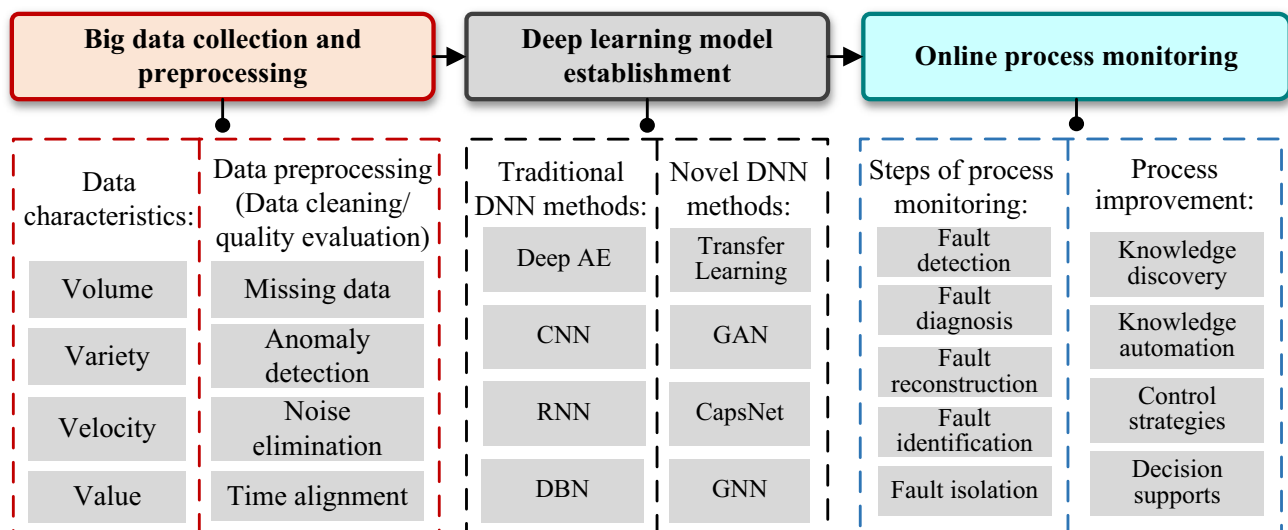 Big data collection and
preprocessing
Deep learning model
establishment
Online process monitoring
Data
characteristics:
Volume
Variety
Velocity
Value
Data preprocessing
(Data cleaning/
quality evaluation)
Missing data
Anomaly
detection
Noise
elimination
Time alignment
Traditional
DNN methods:
Deep AE
CNN
RNN
DBN
Novel DNN
methods:
Transfer
Learning
GAN
CapsNet
GNN
Steps of process
monitoring:
Fault
detection
Fault
diagnosis
Fault
reconstruction
Fault
identification
Fault isolation
Process
improvement:
Knowledge
discovery
Knowledge
automation
Control
strategies
Decision
supports